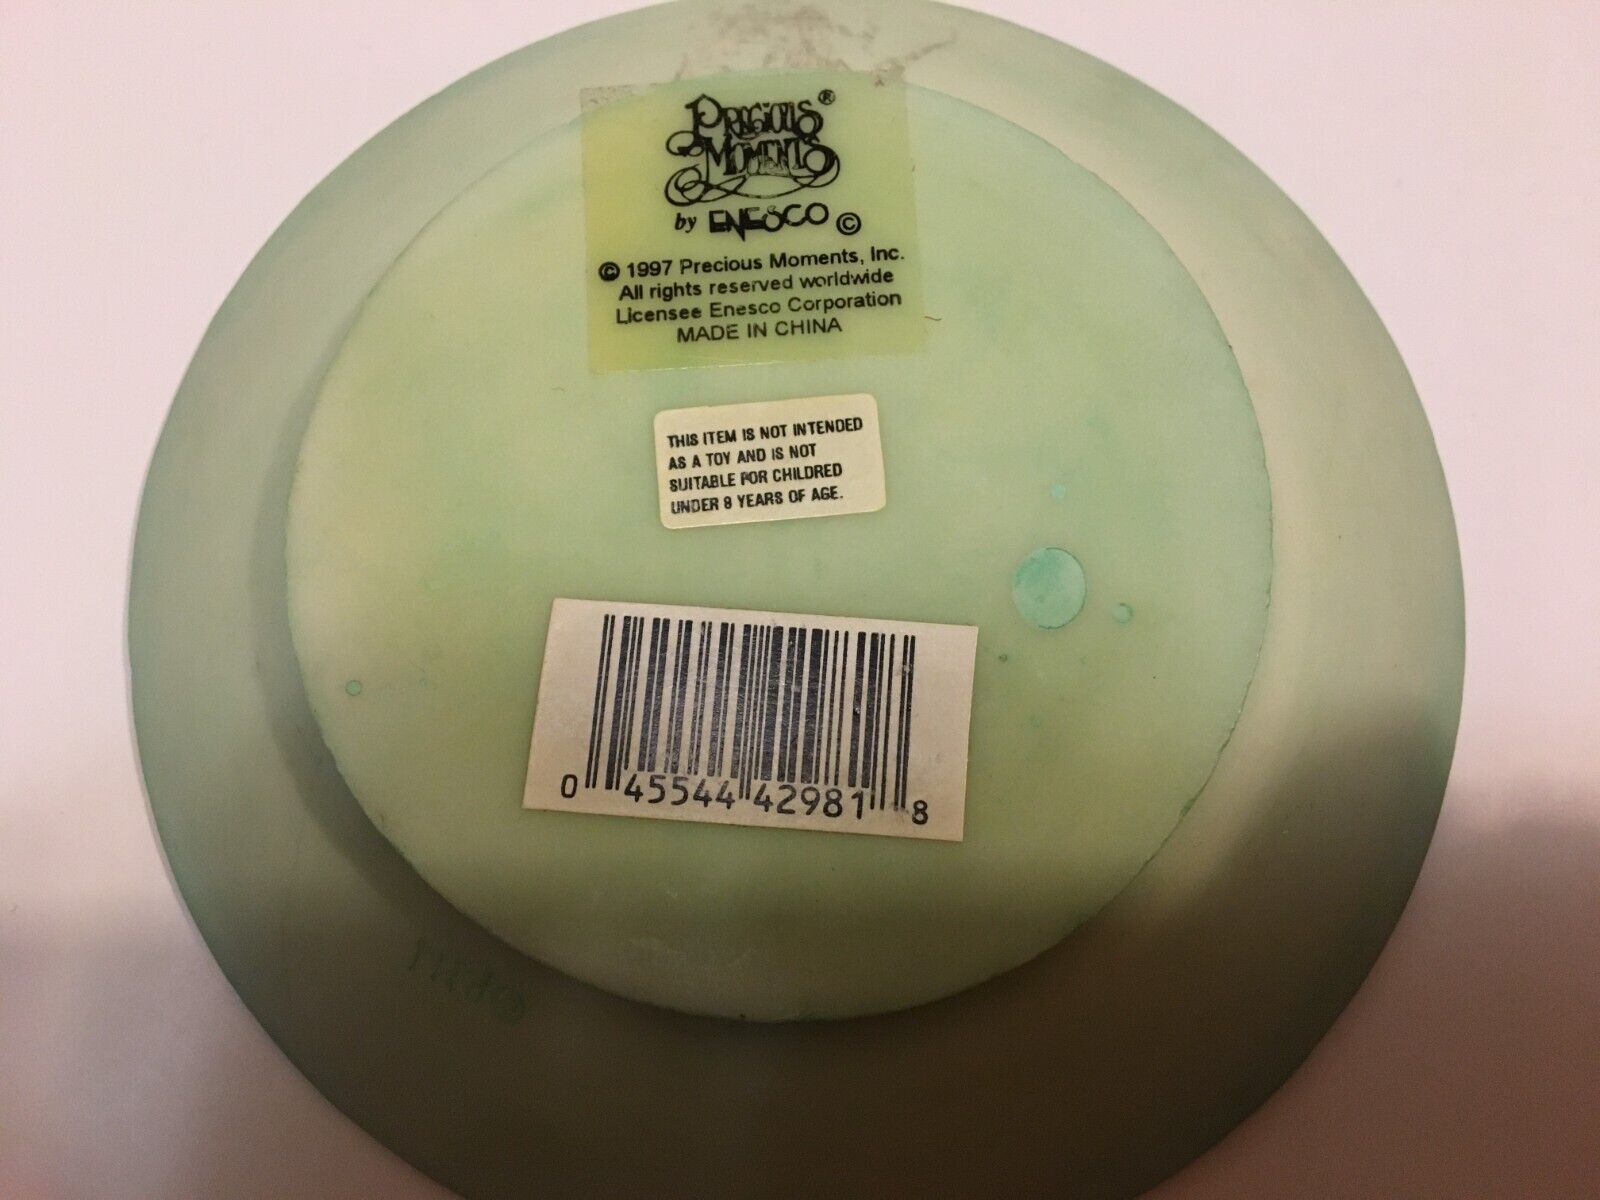 PRECIOUS ®
MOMENTS
by ENESCO ©
© 1997 Precious Moments, Inc.
All rights reserved worldwide
Licensee Enesco Corporation
MADE IN CHINA
THIS ITEM IS NOT INTENDED
AS A TOY AND IS NOT
SUITABLE FOR CHILDRED
UNDER 8 YEARS OF AGE.
0 45544 42981 8